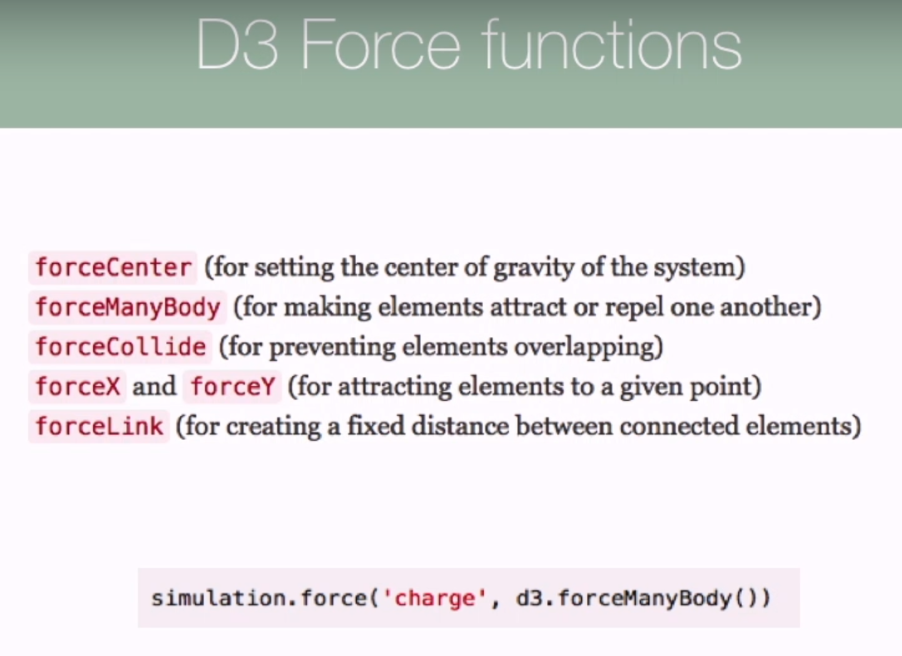 D3 Force functions
forceCenter (for setting the center of gravity of the system)
forceManyBody (for making elements attract or repel one another)
forceCollide (for preventing elements overlapping)
forceX and forceY (for attracting elements to a given point)
forceLink (for creating a fixed distance between connected elements)
simulation.force('charge', d3.forceManyBody())